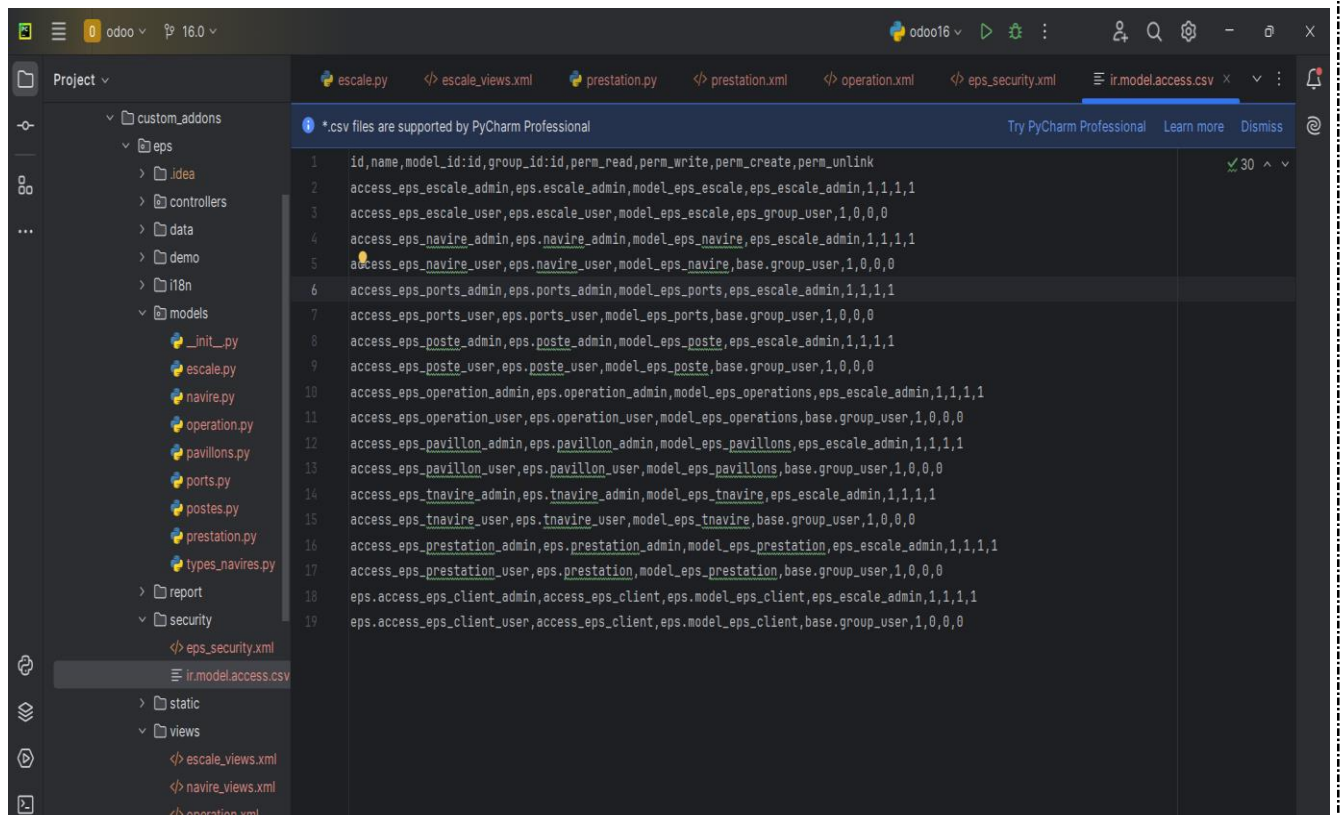 PC 0 odoo 16.0 odoo16
Project
escale.py escale_views.xml prestation.py prestation.xml operation.xml eps_security.xml ir.model.access.csv
*.csv files are supported by PyCharm Professional Try PyCharm Professional Learn more Dismiss
30
custom_addons
eps
.idea
controllers
data
demo
i18n
models
__init__.py
escale.py
navire.py
operation.py
pavillons.py
ports.py
postes.py
prestation.py
types_navires.py
report
security
eps_security.xml
ir.model.access.csv
static
views
escale_views.xml
navire_views.xml
operation.xml
1 id,name,model_id:id,group_id:id,perm_read,perm_write,perm_create,perm_unlink
2 access_eps_escale_admin,eps.escale_admin,model_eps_escale,eps_escale_admin,1,1,1,1
3 access_eps_escale_user,eps.escale_user,model_eps_escale,eps_group_user,1,0,0,0
4 access_eps_navire_admin,eps.navire_admin,model_eps_navire,eps_escale_admin,1,1,1,1
5 access_eps_navire_user,eps.navire_user,model_eps_navire,base.group_user,1,0,0,0
6 access_eps_ports_admin,eps.ports_admin,model_eps_ports,eps_escale_admin,1,1,1,1
7 access_eps_ports_user,eps.ports_user,model_eps_ports,base.group_user,1,0,0,0
8 access_eps_poste_admin,eps.poste_admin,model_eps_poste,eps_escale_admin,1,1,1,1
9 access_eps_poste_user,eps.poste_user,model_eps_poste,base.group_user,1,0,0,0
10 access_eps_operation_admin,eps.operation_admin,model_eps_operations,eps_escale_admin,1,1,1,1
11 access_eps_operation_user,eps.operation_user,model_eps_operations,base.group_user,1,0,0,0
12 access_eps_pavillon_admin,eps.pavillon_admin,model_eps_pavillons,eps_escale_admin,1,1,1,1
13 access_eps_pavillon_user,eps.pavillon_user,model_eps_pavillons,base.group_user,1,0,0,0
14 access_eps_tnavire_admin,eps.tnavire_admin,model_eps_tnavire,eps_escale_admin,1,1,1,1
15 access_eps_tnavire_user,eps.tnavire_user,model_eps_tnavire,base.group_user,1,0,0,0
16 access_eps_prestation_admin,eps.prestation_admin,model_eps_prestation,eps_escale_admin,1,1,1,1
17 access_eps_prestation_user,eps.prestation,model_eps_prestation,base.group_user,1,0,0,0
18 eps.access_eps_client_admin,access_eps_client,eps.model_eps_client,eps_escale_admin,1,1,1,1
19 eps.access_eps_client_user,access_eps_client,eps.model_eps_client,base.group_user,1,0,0,0